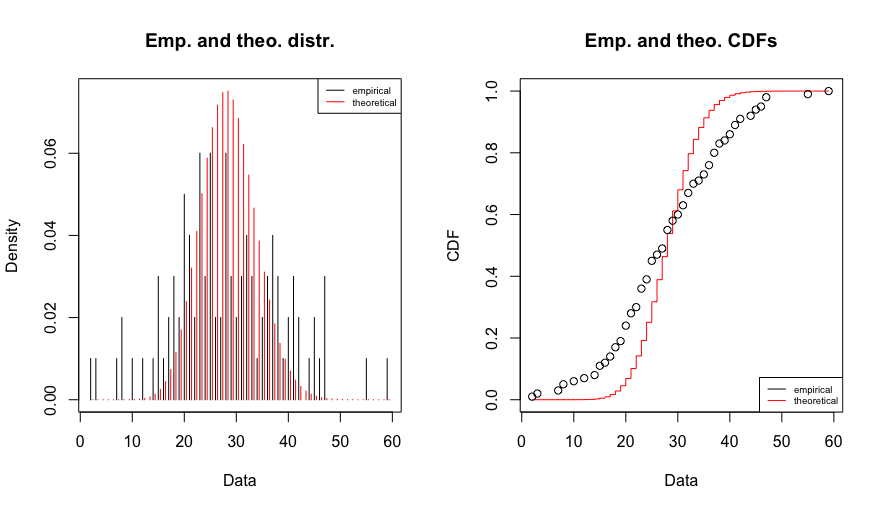 Emp. and theo. distr.
empirical
theoretical
Density
0.00 0.02 0.04 0.06
0 10 20 30 40 50 60
Data
Emp. and theo. CDFs
CDF
0.0 0.2 0.4 0.6 0.8 1.0
empirical
theoretical
0 10 20 30 40 50 60
Data